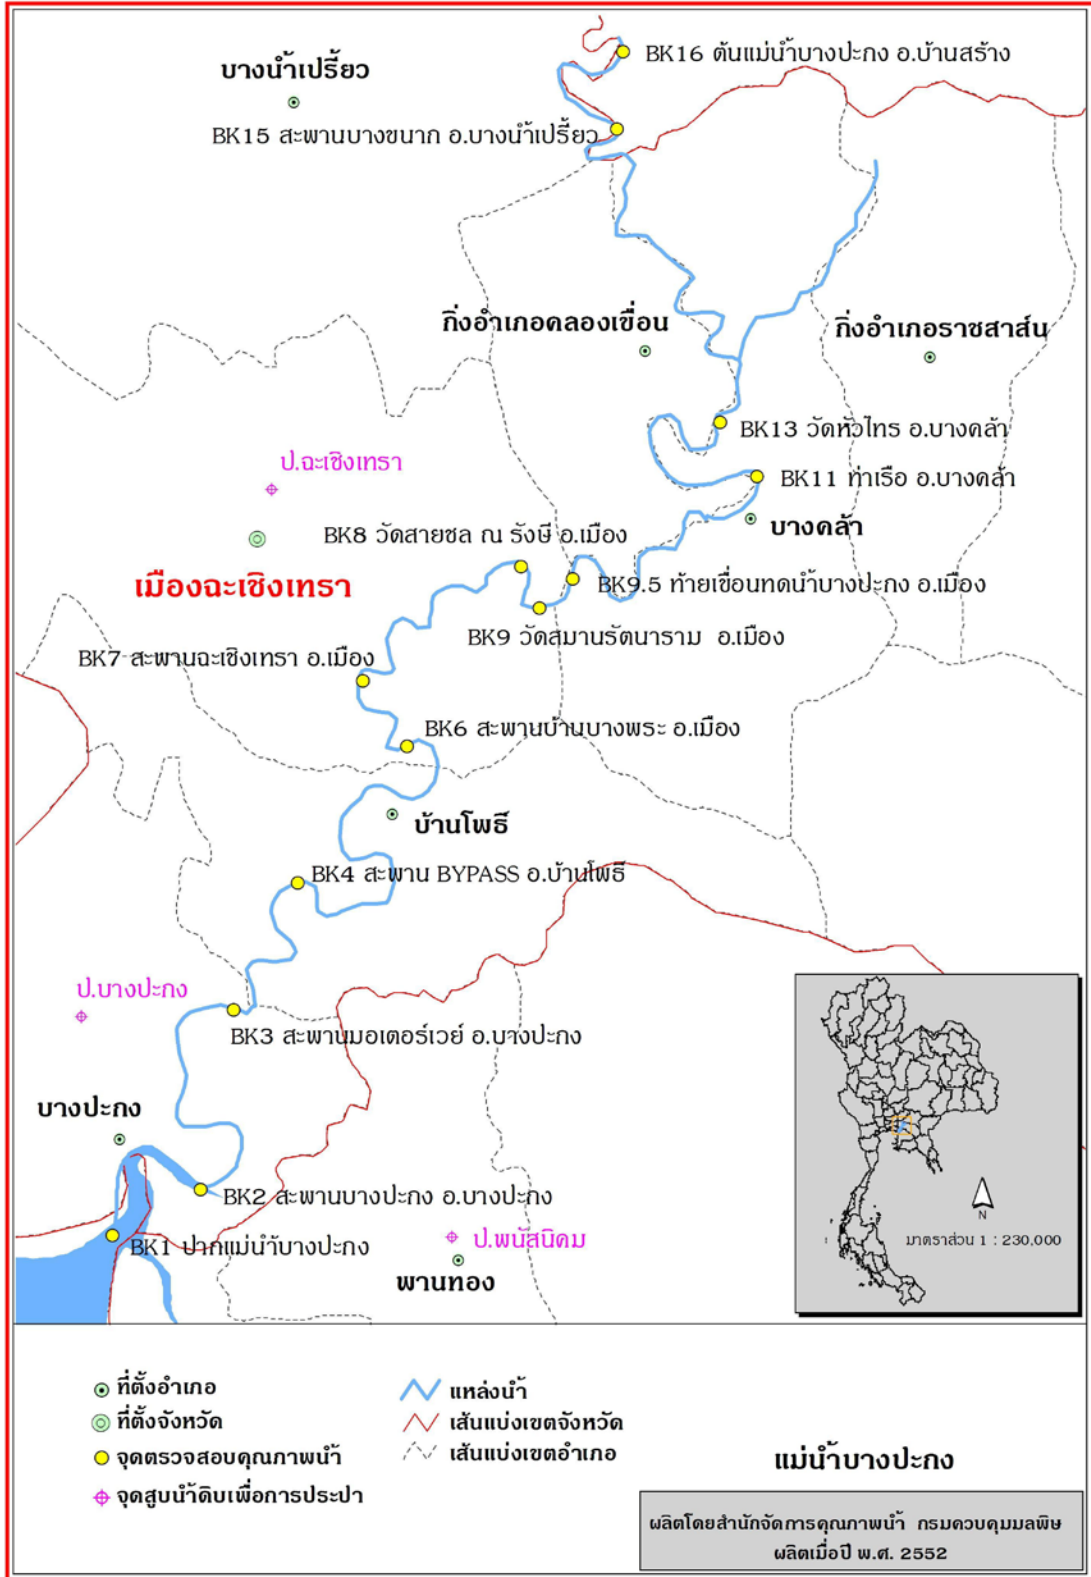 BK16 ต้นแม่น้ำบางปะกง อ.บ้านสร้าง
บางน้ำเปรี้ยว
BK15 สะพานบางขนาก อ.บางน้ำเปรี้ยว
กิ่งอำเภอคลองเขื่อน
กิ่งอำเภอราชสาส์น
BK13 วัดหัวไทร อ.บางคล้า
ป.ฉะเชิงเทรา
BK11 ท่าเรือ อ.บางคล้า
บางคล้า
BK8 วัดสายชล ณ รังษี อ.เมือง
เมืองฉะเชิงเทรา
BK9.5 ท้ายเขื่อนทดน้ำบางปะกง อ.เมือง
BK9 วัดสมานรัตนาราม อ.เมือง
BK7 สะพานฉะเชิงเทรา อ.เมือง
BK6 สะพานบ้านบางพระ อ.เมือง
บ้านโพธิ์
BK4 สะพาน BYPASS อ.บ้านโพธิ์
ป.บางปะกง
BK3 สะพานมอเตอร์เวย์ อ.บางปะกง
บางปะกง
BK2 สะพานบางปะกง อ.บางปะกง
BK1 ปากแม่น้ำบางปะกง
ป.พนัสนิคม
พานทอง
N
มาตราส่วน 1 : 230,000
ที่ตั้งอำเภอ
ที่ตั้งจังหวัด
จุดตรวจสอบคุณภาพน้ำ
จุดสูบน้ำดิบเพื่อการประปา
แหล่งน้ำ
เส้นแบ่งเขตจังหวัด
เส้นแบ่งเขตอำเภอ
แม่น้ำบางปะกง
ผลิตโดยสำนักจัดการคุณภาพน้ำ กรมควบคุมมลพิษ
ผลิตเมื่อปี พ.ศ. 2552